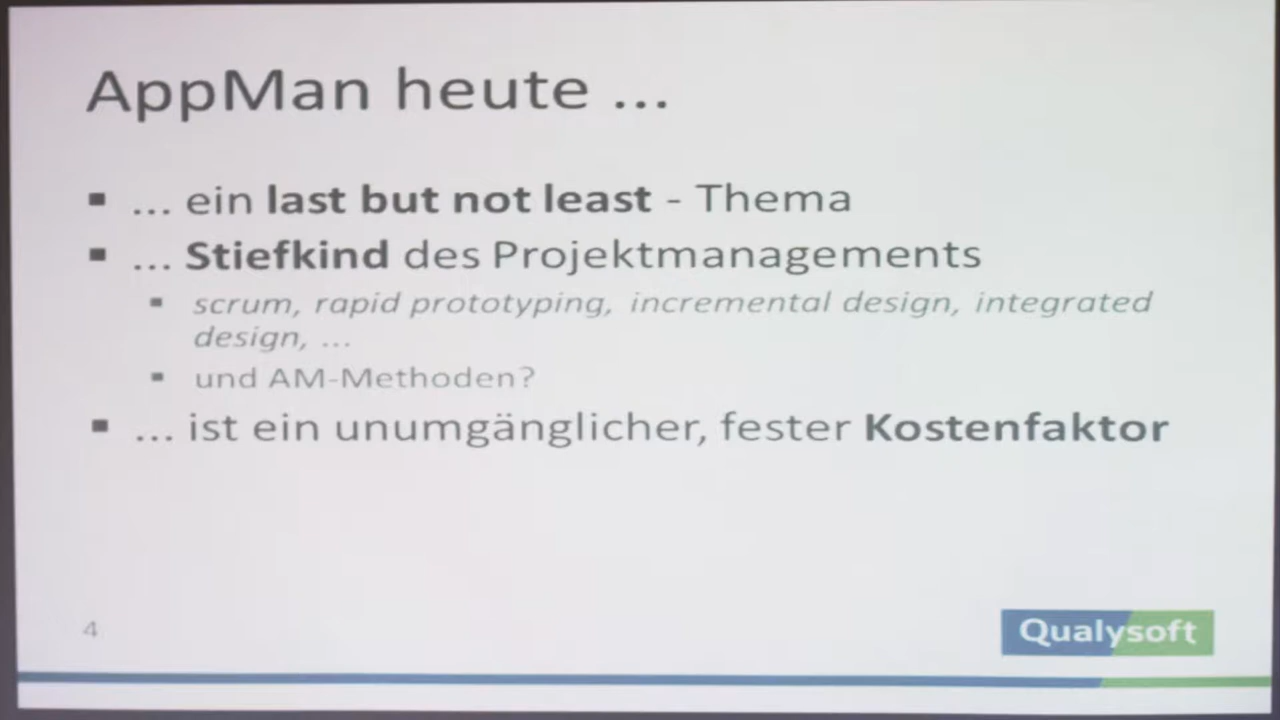 AppMan heute ...
... ein last but not least - Thema
... Stiefkind des Projektmanagements
scrum, rapid prototyping, incremental design, integrated
design, ...
und AM-Methoden?
... ist ein unumgänglicher, fester Kostenfaktor
4
Qualysoft